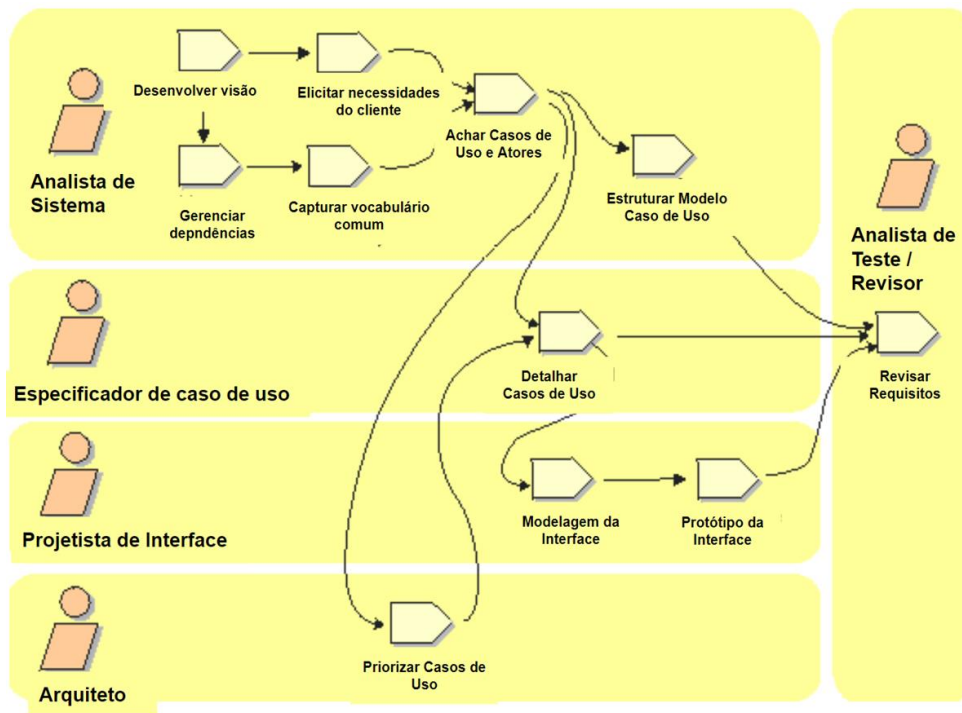 Desenvolver visão
Elicitar necessidades
do cliente
Achar Casos de
Uso e Atores
Analista de
Sistema
Gerenciar
depndências
Capturar vocabulário
comum
Estruturar Modelo
Caso de Uso
Analista de
Teste /
Revisor
Especificador de caso de uso
Detalhar
Casos de Uso
Revisar
Requisitos
Projetista de Interface
Modelagem da
Interface
Protótipo da
Interface
Arquiteto
Priorizar Casos de
Uso